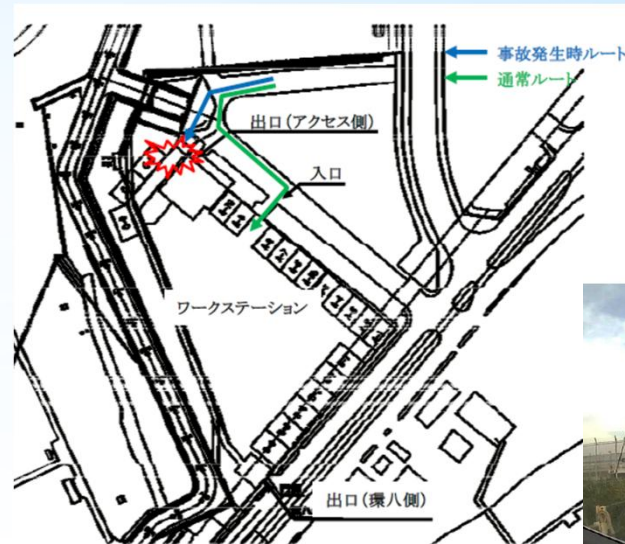 事故発生時ルート
通常ルート
出口（アクセス側）
入口
ワークステーション
出口（環八側）